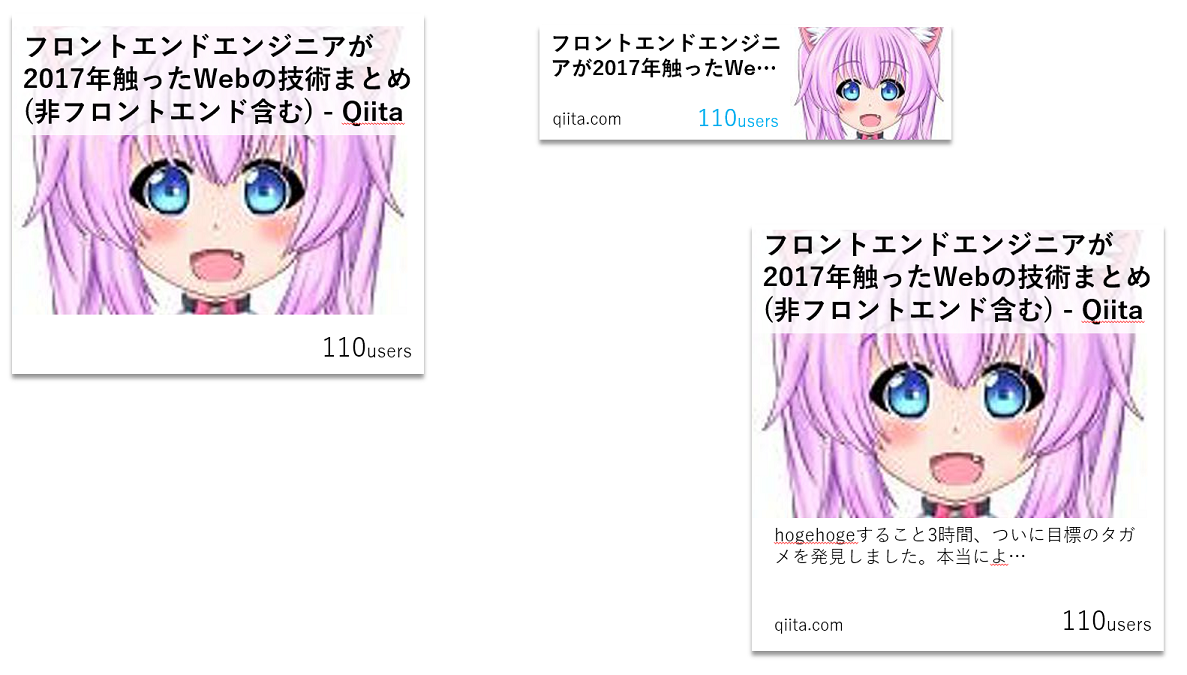 フロントエンドエンジニアが
2017年触ったWebの技術まとめ
(非フロントエンド含む) - Qiita
110users
フロントエンドエンジニ
アが2017年触ったWe…
qiita.com
110users
フロントエンドエンジニアが
2017年触ったWebの技術まとめ
(非フロントエンド含む) - Qiita
hogehogeすること3時間、ついに目標のタガ
メを発見しました。本当によ…
qiita.com
110users